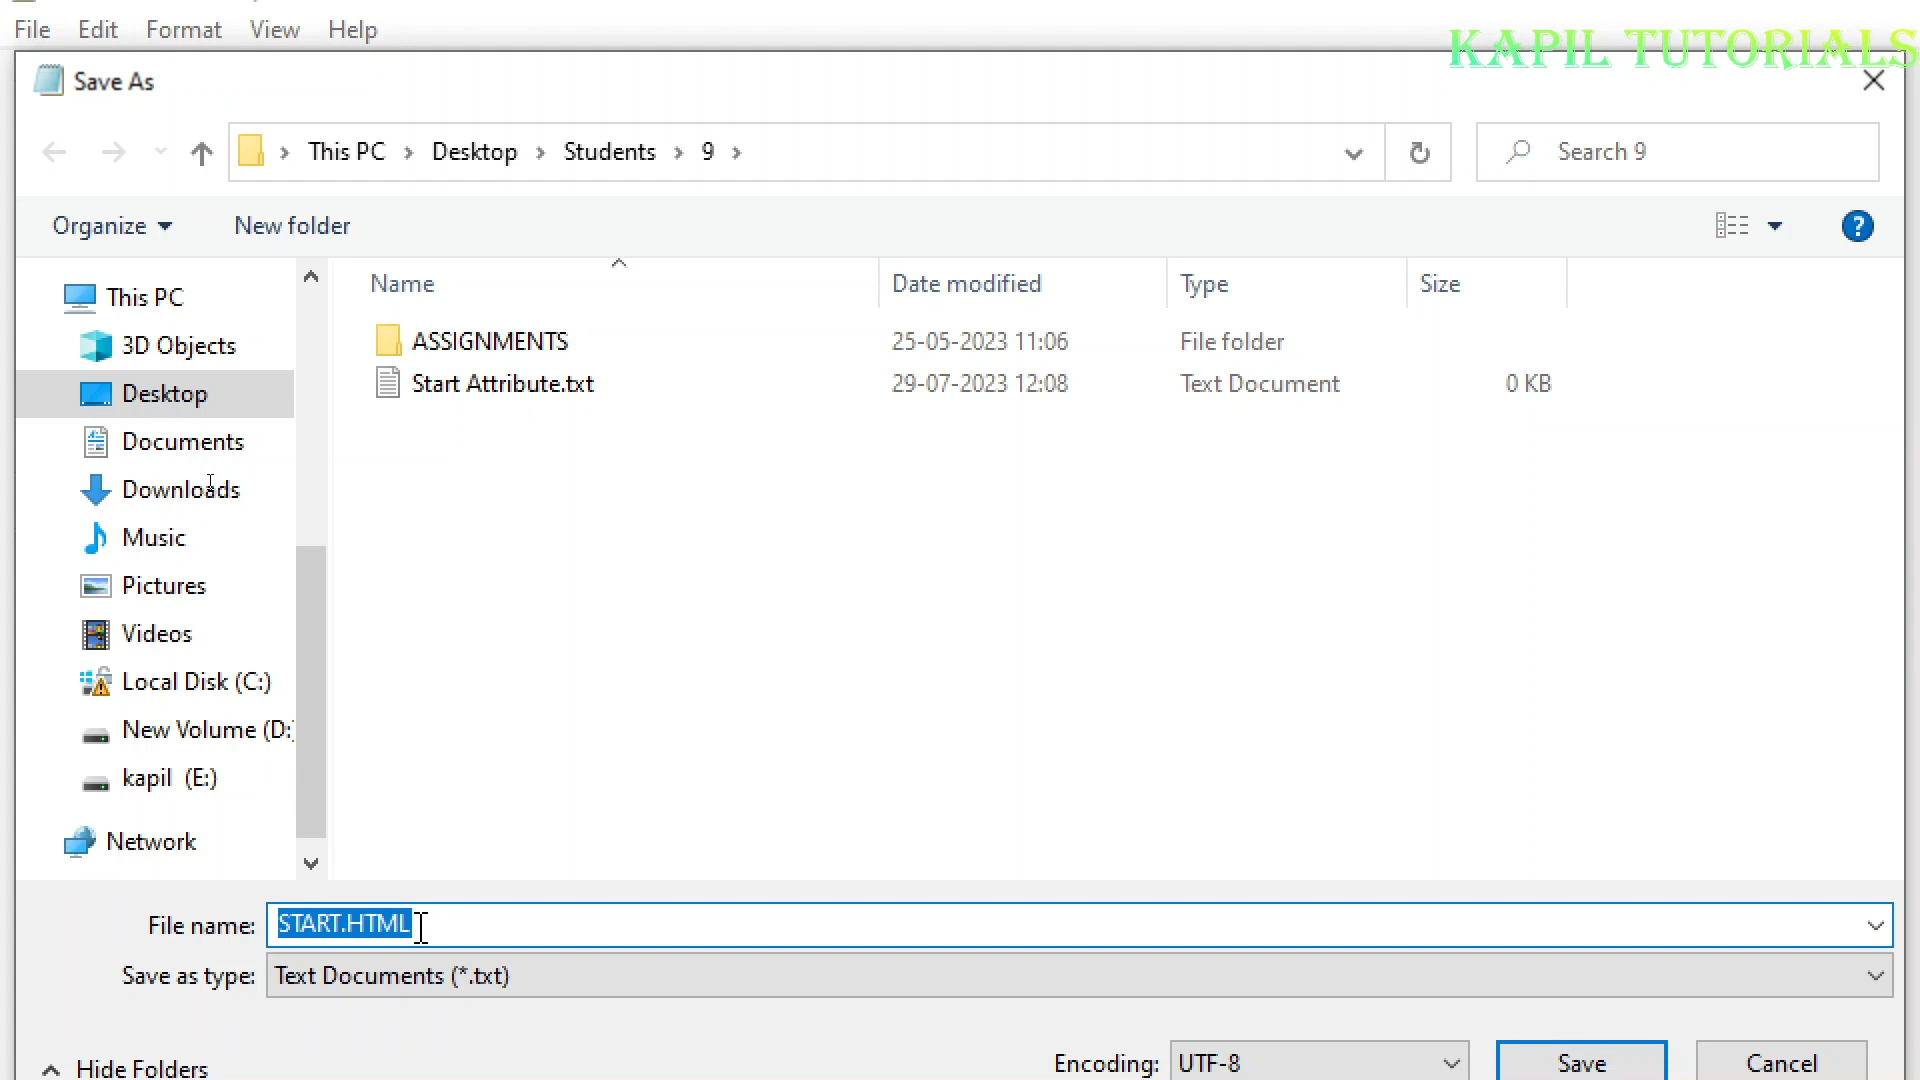 File Edit Format View Help
KAPIL TUTORIALS
Save As
This PC Desktop Students 9
Search 9
Organize New folder
This PC
3D Objects
Desktop
Documents
Downloads
Music
Pictures
Videos
Local Disk (C:)
New Volume (D:)
kapil (E:)
Network
Name Date modified Type Size
ASSIGNMENTS 25-05-2023 11:06 File folder
Start Attribute.txt 29-07-2023 12:08 Text Document 0 KB
File name: START.HTML
Save as type: Text Documents (*.txt)
Hide Folders Encoding: UTF-8 Save Cancel